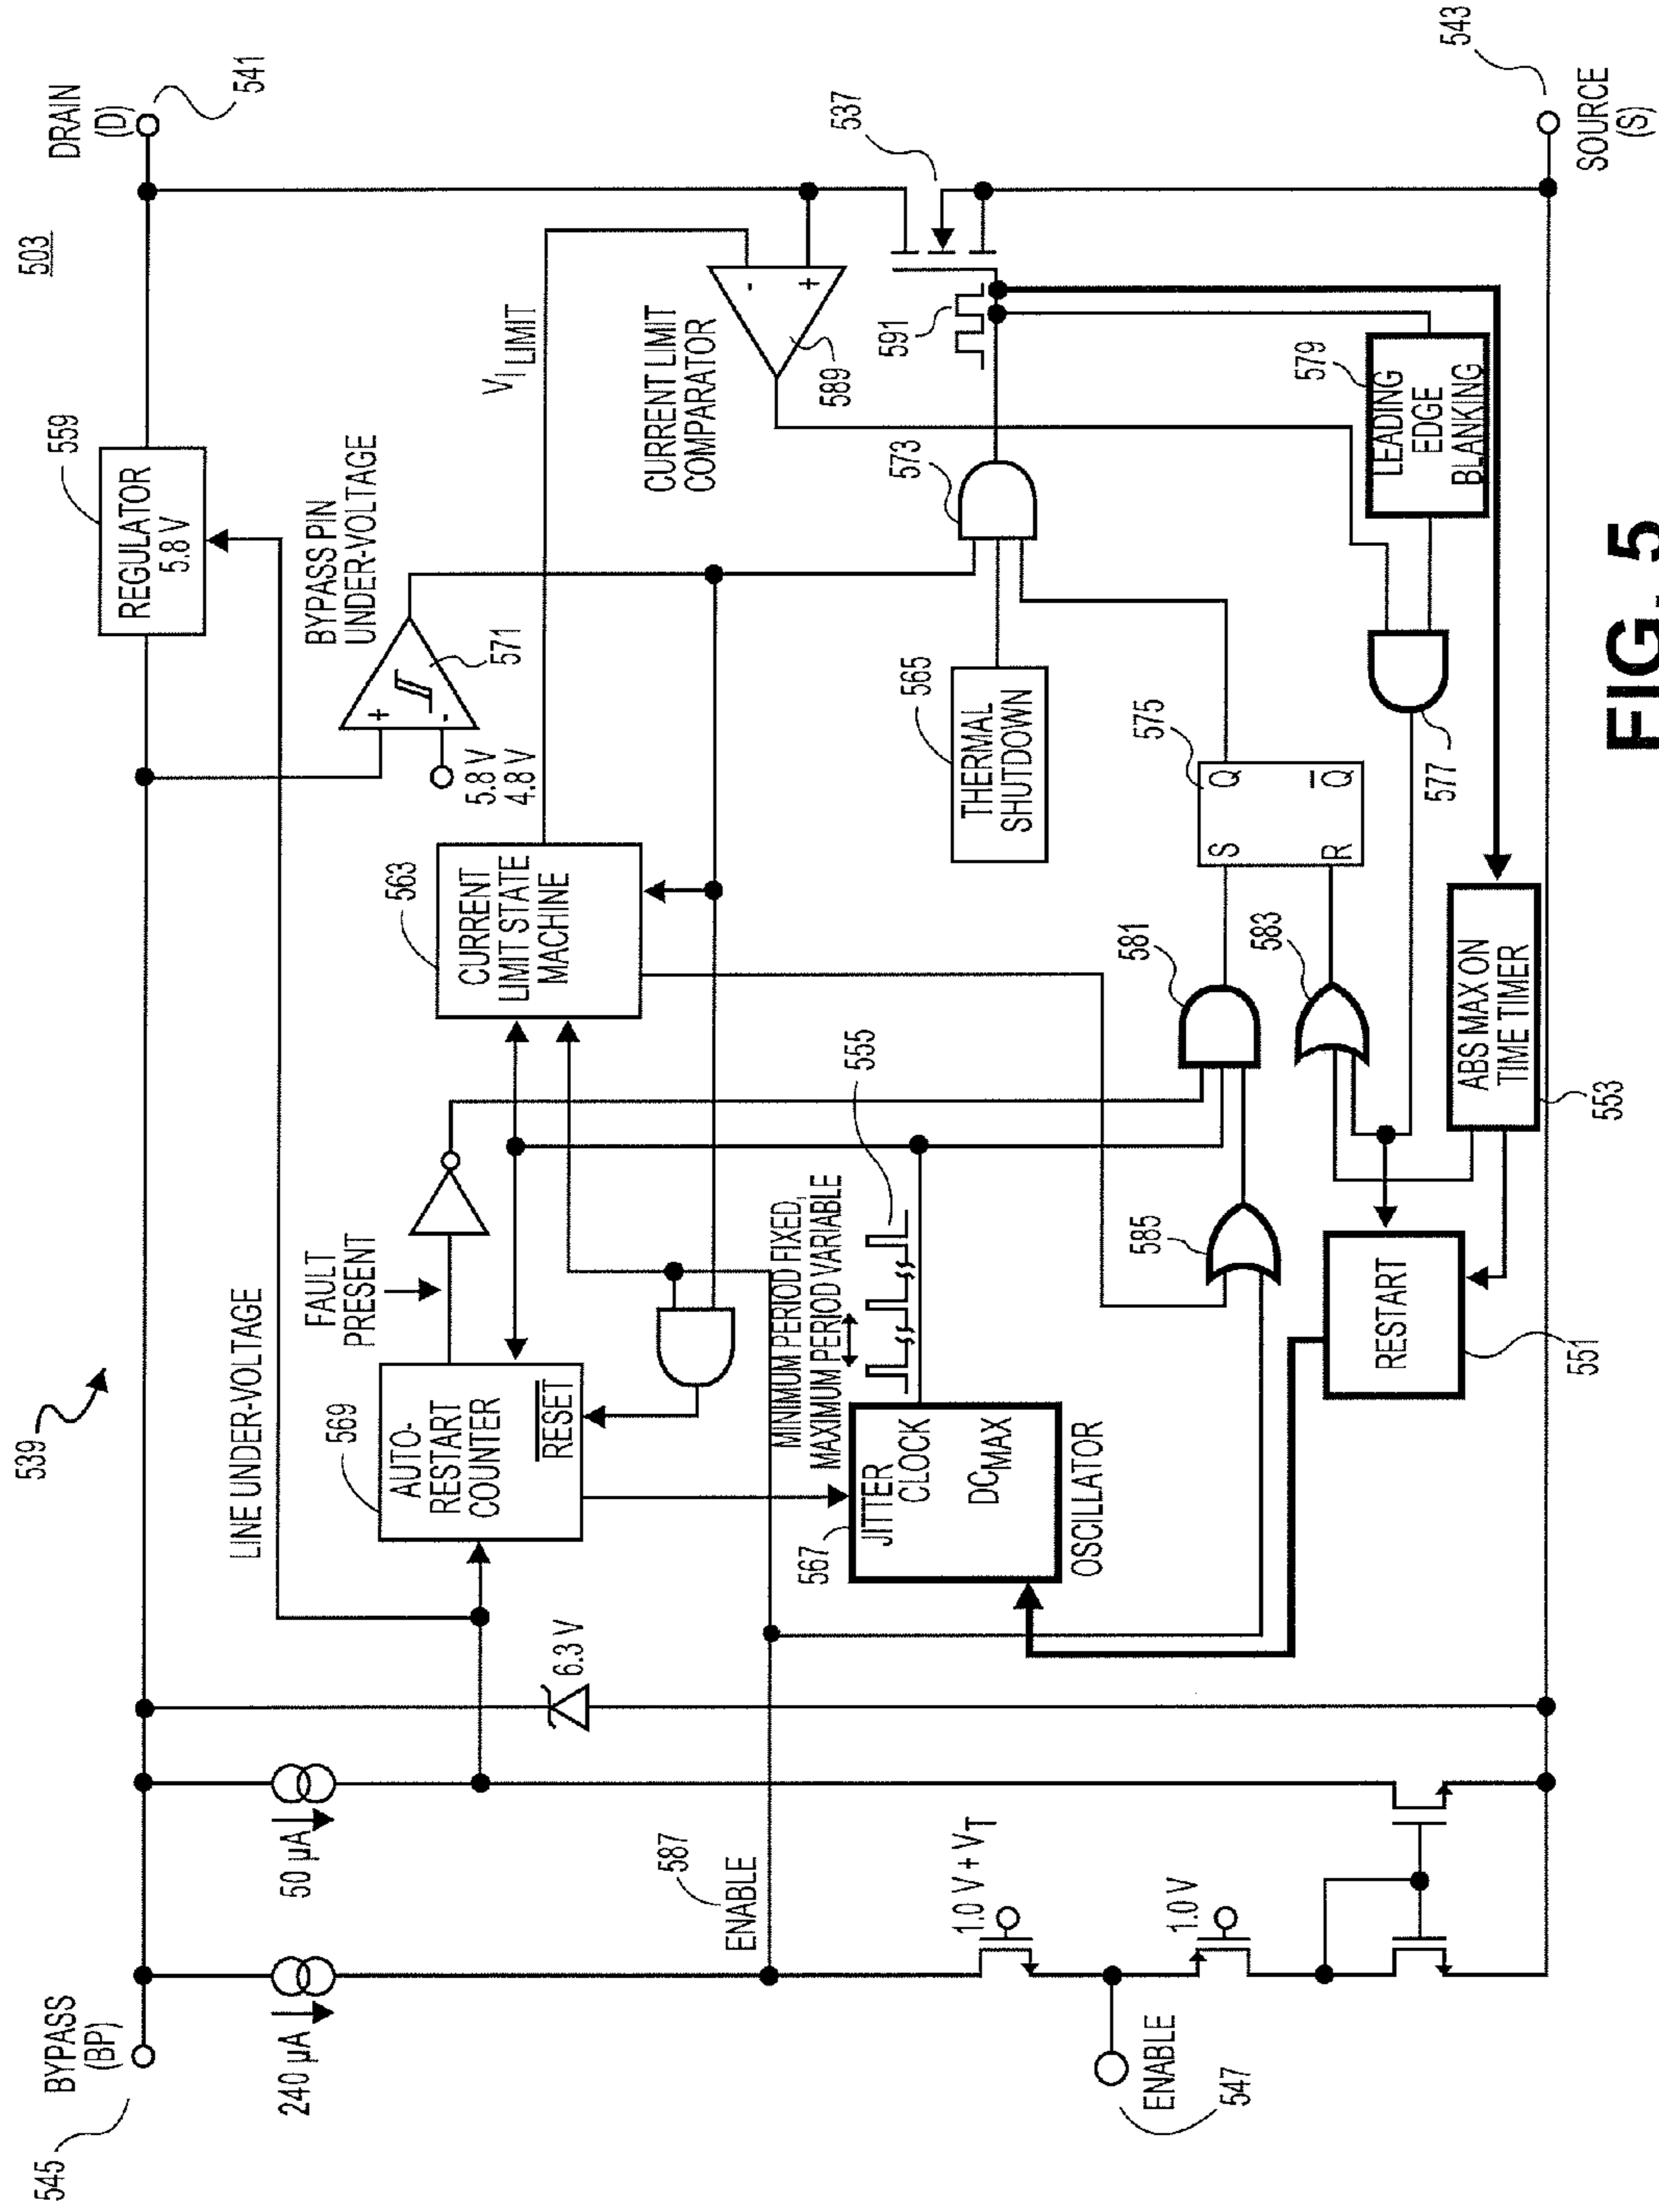 503
539
545
BYPASS
(BP)
DRAIN
(D)
541
559
REGULATOR
5.8 V
LINE UNDER-VOLTAGE
240 µA
50 µA
6.3 V
FAULT
PRESENT
BYPASS PIN
UNDER-VOLTAGE
+
-
571
5.8 V
4.8 V
569
AUTO-
RESTART
COUNTER
RESET
563
CURRENT
LIMIT STATE
MACHINE
VI LIMIT
-
+
589
CURRENT LIMIT
COMPARATOR
537
587
ENABLE
MINIMUM PERIOD FIXED,
MAXIMUM PERIOD VARIABLE
555
567
JITTER
CLOCK
DCMAX
OSCILLATOR
565
THERMAL
SHUTDOWN
573
591
1.0 V + VT
1.0 V
ENABLE
547
585
581
583
575
S
Q
R
Q
577
579
LEADING
EDGE
BLANKING
RESTART
551
ABS MAX ON
TIME TIMER
553
543
SOURCE
(S)
FIG. 5